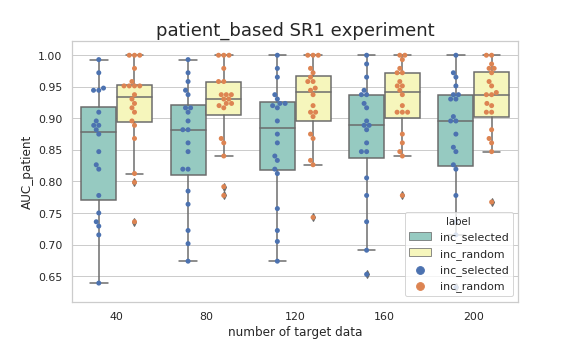 patient_based SR1 experiment
AUC_patient
1.00
0.95
0.90
0.85
0.80
0.75
0.70
0.65
40
80
120
160
200
number of target data
label
inc_selected
inc_random
inc_selected
inc_random